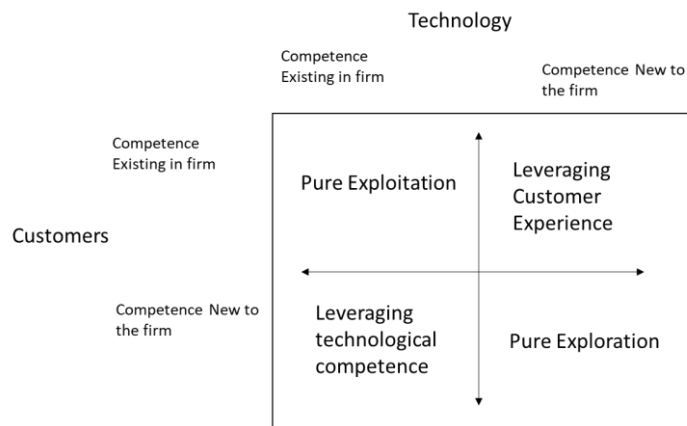 Technology
Competence
Existing in firm
Competence New to
the firm
Competence
Existing in firm
Pure Exploitation
Leveraging
Customer
Experience
Customers
Competence New to
the firm
Leveraging
technological
competence
Pure Exploration